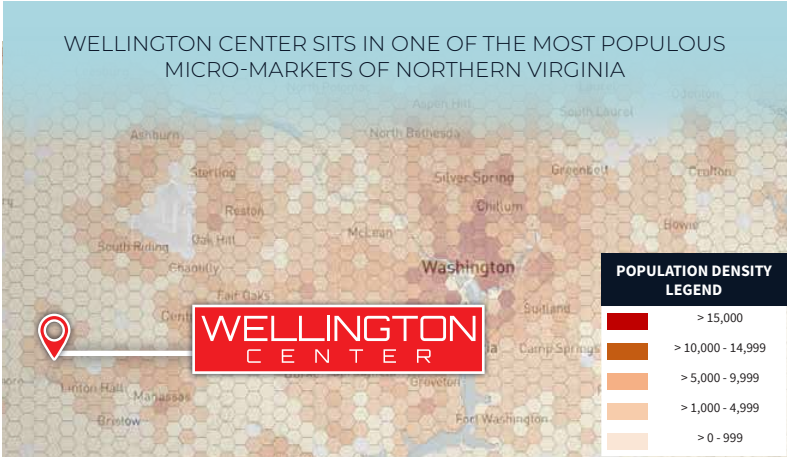 WELLINGTON CENTER SITS IN ONE OF THE MOST POPULOUS
MICRO-MARKETS OF NORTHERN VIRGINIA
Aspen Hill
South Laurel
Ashburn
North Bethesda
Sterling
Silver Spring
Greenbelt
Crofton
Reston
Chillum
McLean
Bowie
South Riding
Oak Hill
Chantilly
Washington
Fair Oaks
Suitland
WELLINGTON
CENTER
Camp Springs
Linton Hall
Manassas
Groveton
Bristow
Fort Washington
POPULATION DENSITY
LEGEND
> 15,000
> 10,000 - 14,999
> 5,000 - 9,999
> 1,000 - 4,999
> 0 - 999